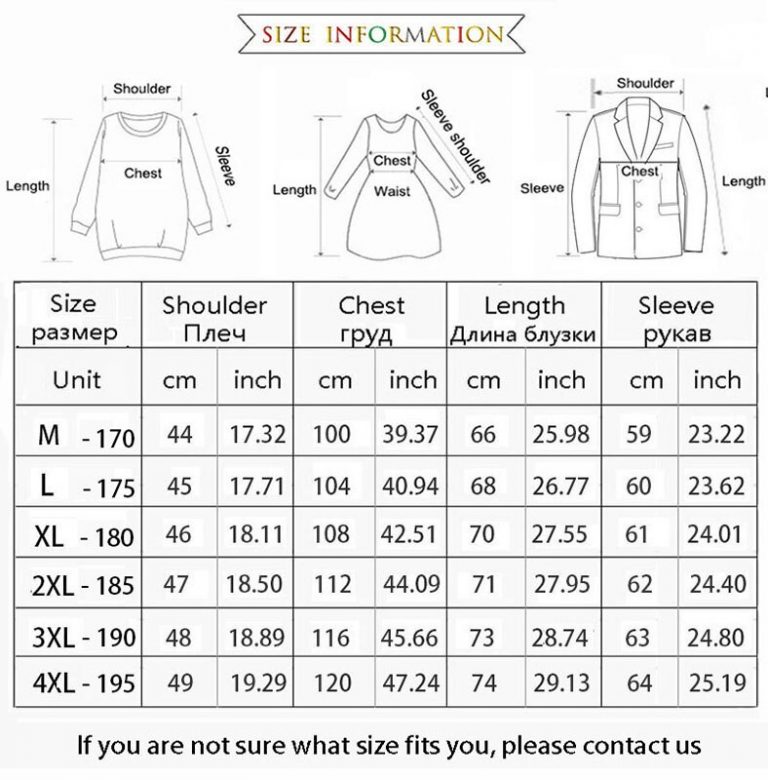 SIZE INFORMATION
Shoulder
Length
Chest
Sleeve
Sleeve shoulder
Length
Chest
Waist
Shoulder
Sleeve
Chest
Length
Size Shoulder Chest Length Sleeve
размер Плеч груд Длина блузки рукав
Unit cm inch cm inch cm inch cm inch
M - 170 44 17.32 100 39.37 66 25.98 59 23.22
L - 175 45 17.71 104 40.94 68 26.77 60 23.62
XL - 180 46 18.11 108 42.51 70 27.55 61 24.01
2XL - 185 47 18.50 112 44.09 71 27.95 62 24.40
3XL - 190 48 18.89 116 45.66 73 28.74 63 24.80
4XL - 195 49 19.29 120 47.24 74 29.13 64 25.19
If you are not sure what size fits you, please contact us